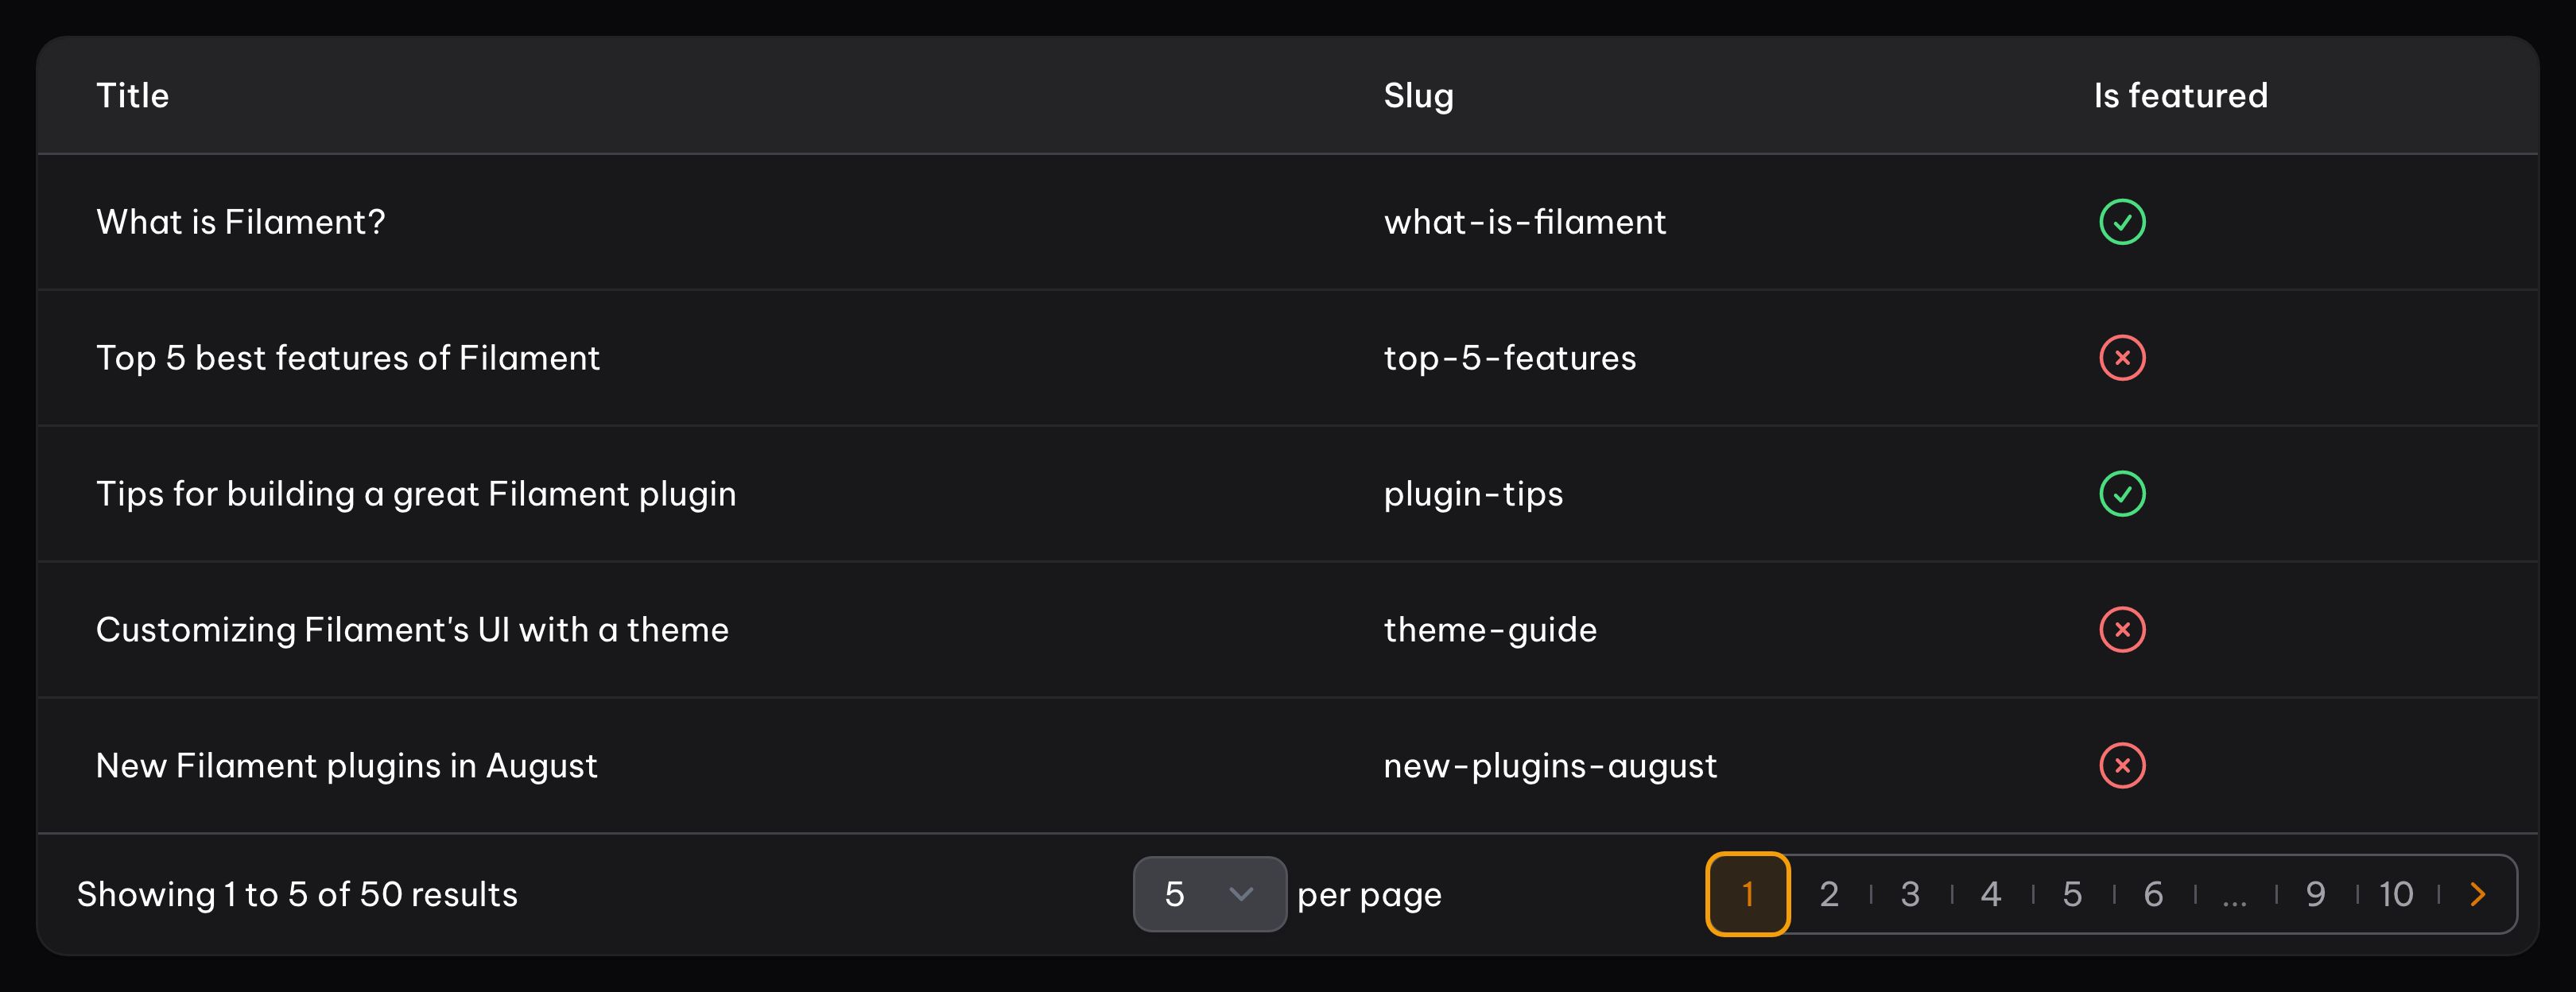 Title Slug Is featured
What is Filament? what-is-filament
Top 5 best features of Filament top-5-features
Tips for building a great Filament plugin plugin-tips
Customizing Filament's UI with a theme theme-guide
New Filament plugins in August new-plugins-august
Showing 1 to 5 of 50 results 5 per page 1 2 3 4 5 6 ... 9 10